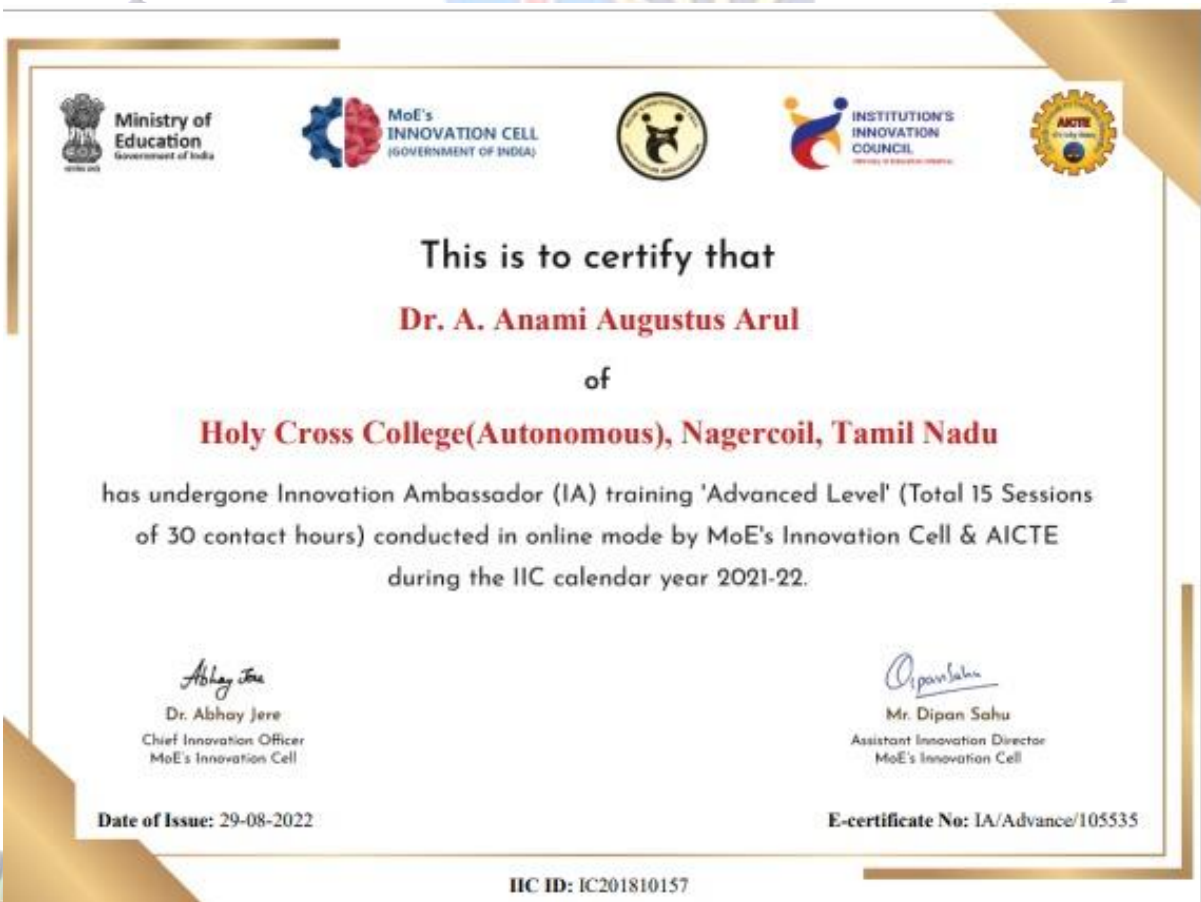 Ministry of
Education
Government of India
MoE's
INNOVATION CELL
(GOVERNMENT OF INDIA)
INSTITUTION'S
INNOVATION
COUNCIL
AICTE
This is to certify that
Dr. A. Anami Augustus Arul
of
Holy Cross College(Autonomous), Nagercoil, Tamil Nadu
has undergone Innovation Ambassador (IA) training 'Advanced Level' (Total 15 Sessions
of 30 contact hours) conducted in online mode by MoE's Innovation Cell & AICTE
during the IIC calendar year 2021-22.
Abhay Jere
Dr. Abhay Jere
Chief Innovation Officer
MoE's Innovation Cell
DipanSahu
Mr. Dipan Sahu
Assistant Innovation Director
MoE's Innovation Cell
Date of Issue: 29-08-2022
E-certificate No: IA/Advance/105535
IIC ID: IC201810157